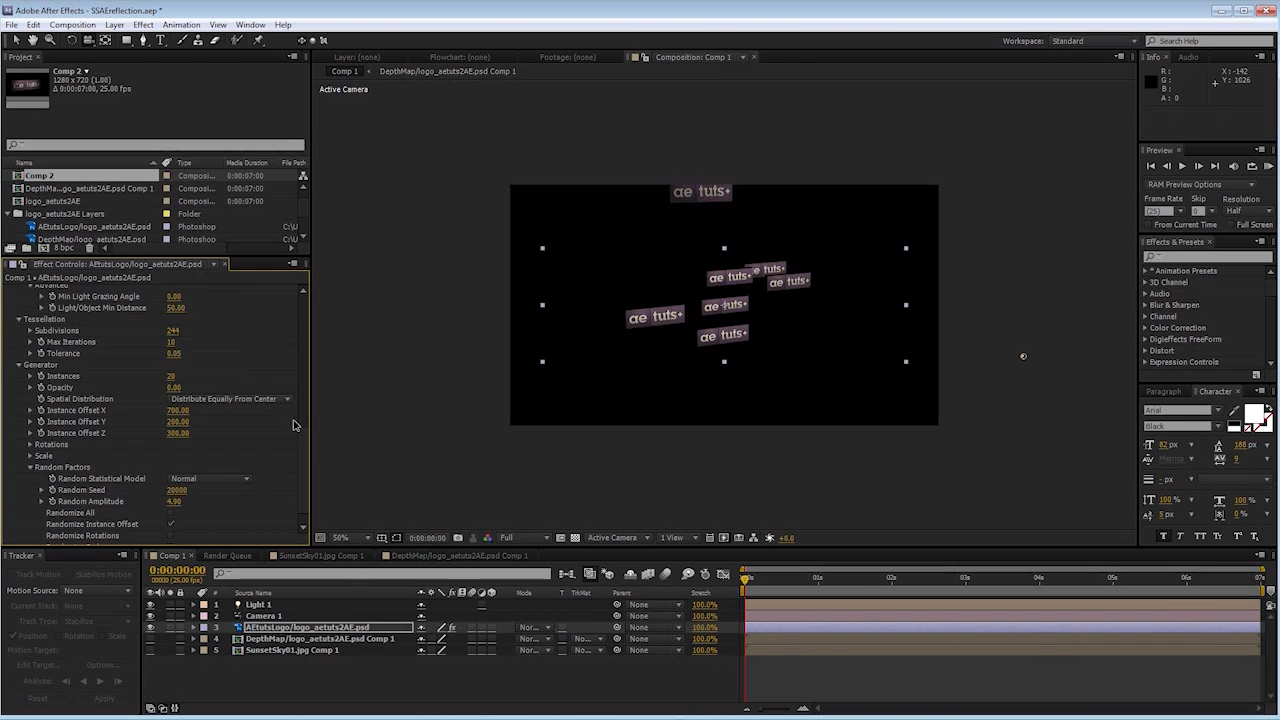 Adobe After Effects - SSAEreflection.aep *
File Edit Composition Layer Effect Animation View Window Help
Workspace: Standard
Search Help
Project
Layer: (none) Flowchart: (none) Footage: (none) Composition: Comp 1
Info Audio
Comp 2
1280 x 720 (1.00)
Δ 0:00:07:00, 25.00 fps
Comp 1 DepthMap/logo_aetuts2AE.psd Comp 1
R :
G :
B :
A : 0
X : -142
Y : 1026
Active Camera
Name Type Media Duration File Path
Comp 2 Composi... 0:00:07:00
DepthMa...go_aetuts2AE.psd Comp 1 Composi... 0:00:07:00
logo_aetuts2AE Composi... 0:00:07:00
logo_aetuts2AE Layers Folder
AEtutsLogo/logo_aetuts2AE.psd Photoshop C:\U
DepthMap/logo_aetuts2AE.psd Photoshop C:\U
8 bpc
Preview
RAM Preview Options
Frame Rate Skip Resolution
(25) 0 Half
From Current Time Full Screen
Effects & Presets
* Animation Presets
3D Channel
Audio
Blur & Sharpen
Channel
Color Correction
Digieffects FreeForm
Distort
Expression Controls
ae tuts+
e tuts+
ae tuts+
ae tuts+
ae tuts+
ae tuts+
ae tuts+
Effect Controls: AEtutsLogo/logo_aetuts2AE.psd
Comp 1 • AEtutsLogo/logo_aetuts2AE.psd
Advanced
Min Light Grazing Angle 0.00
Light/Object Min Distance 50.00
Tessellation
Subdivisions 244
Max Iterations 10
Tolerance 0.05
Generator
Instances 20
Opacity 0.00
Spatial Distribution Distribute Equally From Center
Instance Offset X 700.00
Instance Offset Y 200.00
Instance Offset Z 300.00
Rotations
Scale
Random Factors
Random Statistical Model Normal
Random Seed 20000
Random Amplitude 4.90
Randomize All
Randomize Instance Offset
Randomize Rotations
Paragraph Character
Arial
Black
82 px 188 px
Metrics 9
- px
100 % 100 %
5 px 0 %
50% 0:00:00:00 Full Active Camera 1 View +0.0
Tracker
Track Motion Stabilize Motion
Motion Source: None
Current Track: None
Track Type: Stabilize
Position Rotation Scale
Motion Target:
Edit Target... Options...
Analyze:
Reset Apply
Comp 1 Render Queue SunsetSky01.jpg Comp 1 DepthMap/logo_aetuts2AE.psd Comp 1
0:00:00:00
00000 (25.00 fps)
# Source Name Mode T TrkMat Parent Stretch
01s 02s 03s 04s 05s 06s 07s
1 Light 1 None 100.0%
2 Camera 1 None 100.0%
3 AEtutsLogo/logo_aetuts2AE.psd Nor... None 100.0%
4 DepthMap/logo_aetuts2AE.psd Comp 1 Nor... No... None 100.0%
5 SunsetSky01.jpg Comp 1 Nor... No... None 100.0%